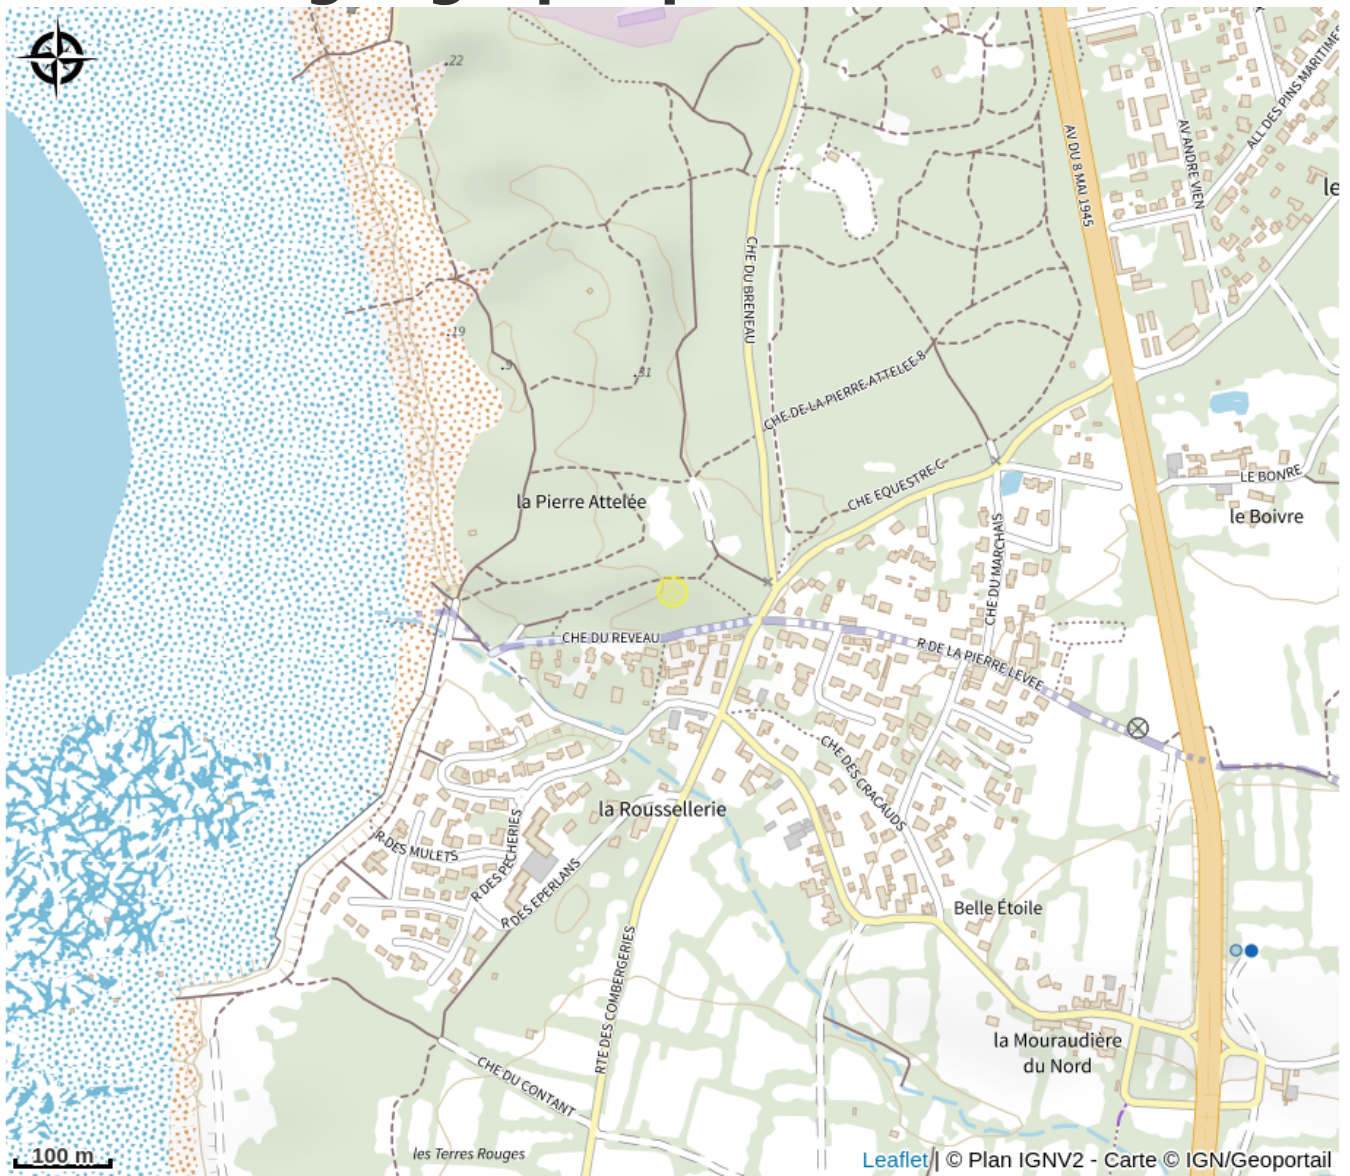 22
AV DU 8 MAI 1945
AV ANDRE VIEN
ALL DES PINS MARITIMES
le
CHE DU BRENEAU
19
9
31
CHE DE LA PIERRE ATTELEE 8
CHE EQUESTRE C
LE BONRE
la Pierre Attelée
le Boivre
CHE DU MARCHAIS
CHE DU REVEAU
R DE LA PIERRE LEVEE
CHE DES CRACAUDS
la Roussellerie
R DES MULETS
R DES PECHERIES
R DES EPERLANS
Belle Étoile
RTE DES COMBERGERIES
la Mouraudière
du Nord
CHE DU CONTANT
les Terres Rouges
100 m
Leaflet | © Plan IGNV2 - Carte © IGN/Geoportail